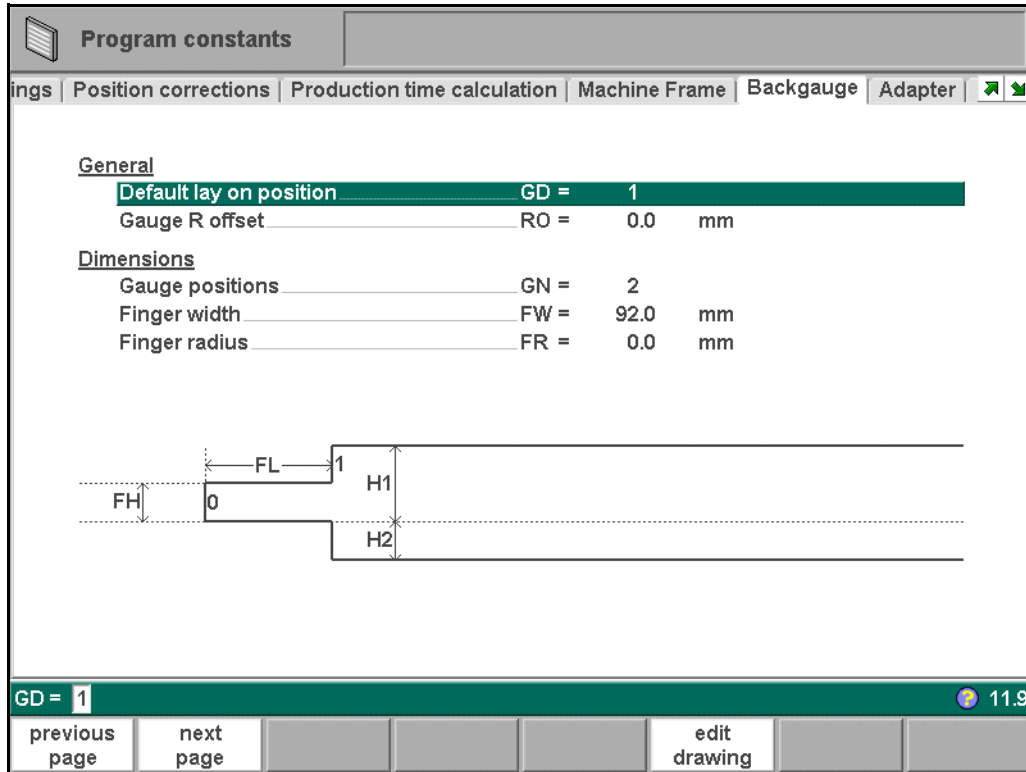 Program constants
ings | Position corrections | Production time calculation | Machine Frame | Backgauge | Adapter |
General
Default lay on position GD = 1
Gauge R offset RO = 0.0 mm
Dimensions
Gauge positions GN = 2
Finger width FW = 92.0 mm
Finger radius FR = 0.0 mm
FL 1
H1
FH 0
H2
GD = 1 ? 11.9
previous page next page edit drawing